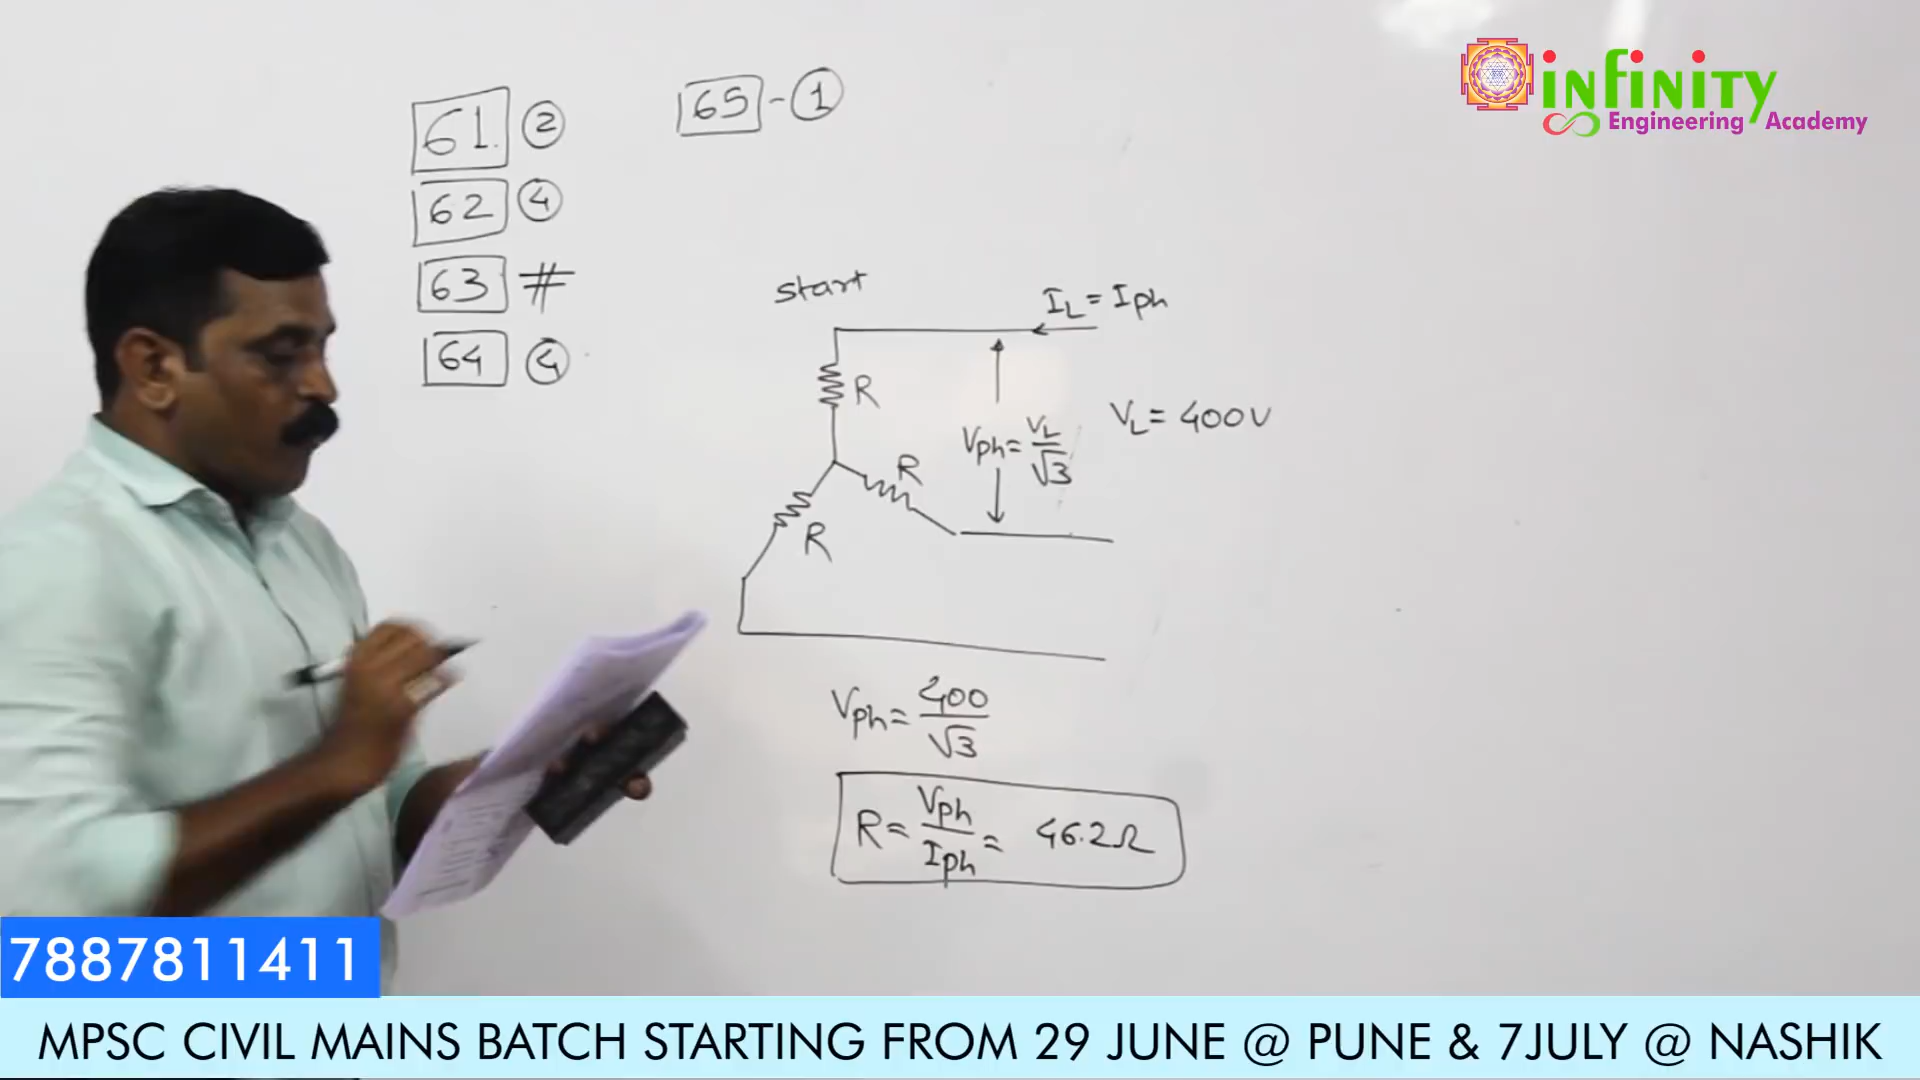 61. 2
62 4
63 #
64 4
65 - 1
start
IL = Iph
R
R
R
Vph = VL/√3
VL = 400V
Vph = 400/√3
R = Vph/Iph = 46.2Ω
infinity
Engineering Academy
7887811411
MPSC CIVIL MAINS BATCH STARTING FROM 29 JUNE @ PUNE & 7JULY @ NASHIK